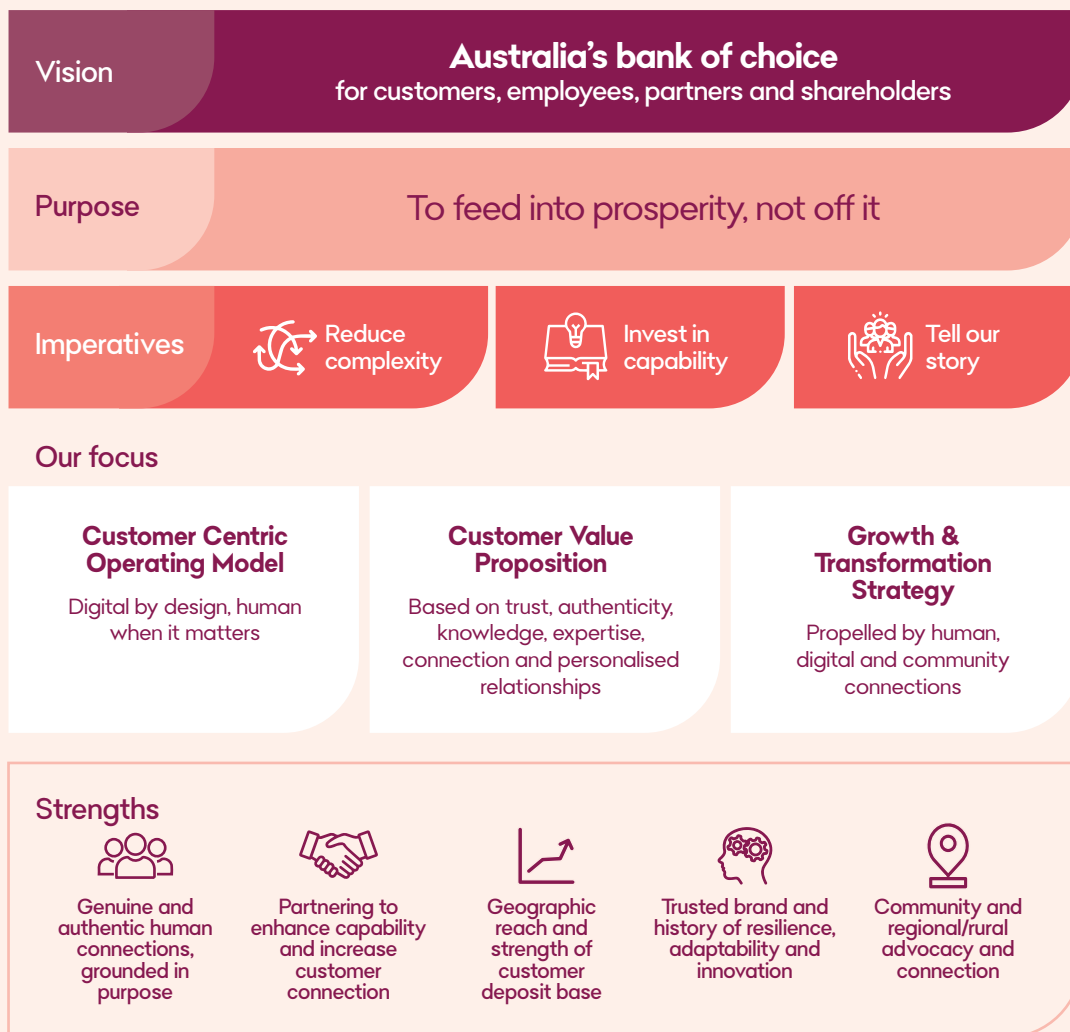 Vision
Australia’s bank of choice
for customers, employees, partners and shareholders
Purpose
To feed into prosperity, not off it
Imperatives
Reduce
complexity
Invest in
capability
Tell our
story
Our focus
Customer Centric
Operating Model
Digital by design, human
when it matters
Customer Value
Proposition
Based on trust, authenticity,
knowledge, expertise,
connection and personalised
relationships
Growth &
Transformation
Strategy
Propelled by human,
digital and community
connections
Strengths
Genuine and
authentic human
connections,
grounded in
purpose
Partnering to
enhance capability
and increase
customer
connection
Geographic
reach and
strength of
customer
deposit base
Trusted brand and
history of resilience,
adaptability and
innovation
Community and
regional/rural
advocacy and
connection